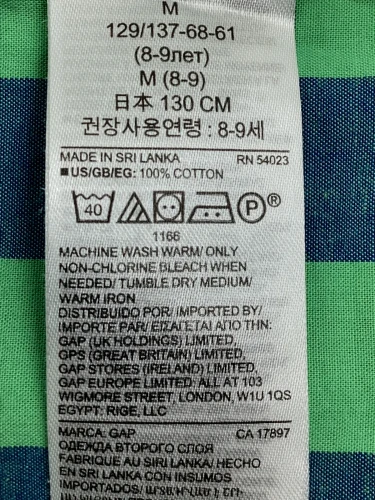 M
129/137-68-61
(8-9лет)
M (8-9)
日本 130 CM
권장사용연령 : 8-9세
MADE IN SRI LANKA RN 54023
■US/GB/EG: 100% COTTON
40 P®
1166
MACHINE WASH WARM/ ONLY
NON-CHLORINE BLEACH WHEN
NEEDED/ TUMBLE DRY MEDIUM/
WARM IRON
DISTRIBUIDO POR/ IMPORTED BY/
IMPORTE PAR/ ΕΙΣΑΓΕΤΑΙ ΑΠΟ ΤΗΝ:
GAP (UK HOLDINGS) LIMITED,
GPS (GREAT BRITAIN) LIMITED,
GAP STORES (IRELAND) LIMITED,
GAP EUROPE LIMITED: ALL AT 103
WIGMORE STREET, LONDON, W1U 1QS
EGYPT: RIGE, LLC
MARCA: GAP CA 17897
ОДЕЖДА ВТОРОГО СЛОЯ
FABRIQUE AU SRI LANKA/ HECHO
EN SRI LANKA CON INSUMOS
IMPORTADOS/